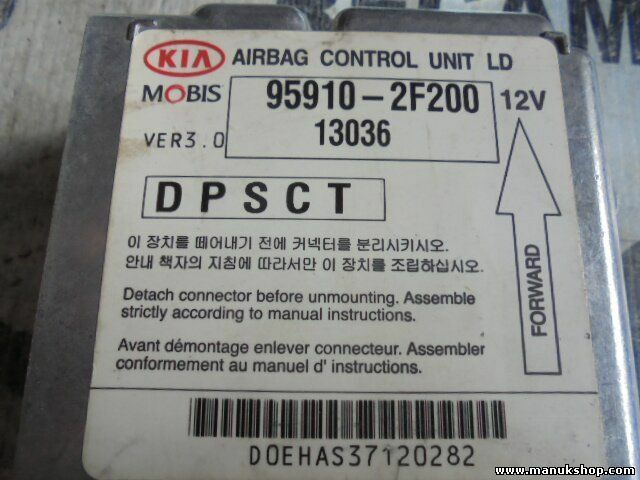 KIA AIRBAG CONTROL UNIT LD
MOBIS 95910-2F200 12V
VER3.0 13036
DPSCT
이 장치를 떼어내기 전에 커넥터를 분리시키시오.
안내 책자의 지침에 따라서만 이 장치를 조립하십시오.
FORWARD
Detach connector before unmounting. Assemble
strictly according to manual instructions.
Avant démontage enlever connecteur. Assembler
conformement au manuel d' instructions.
D0EHAS37120282
www.manukshop.com